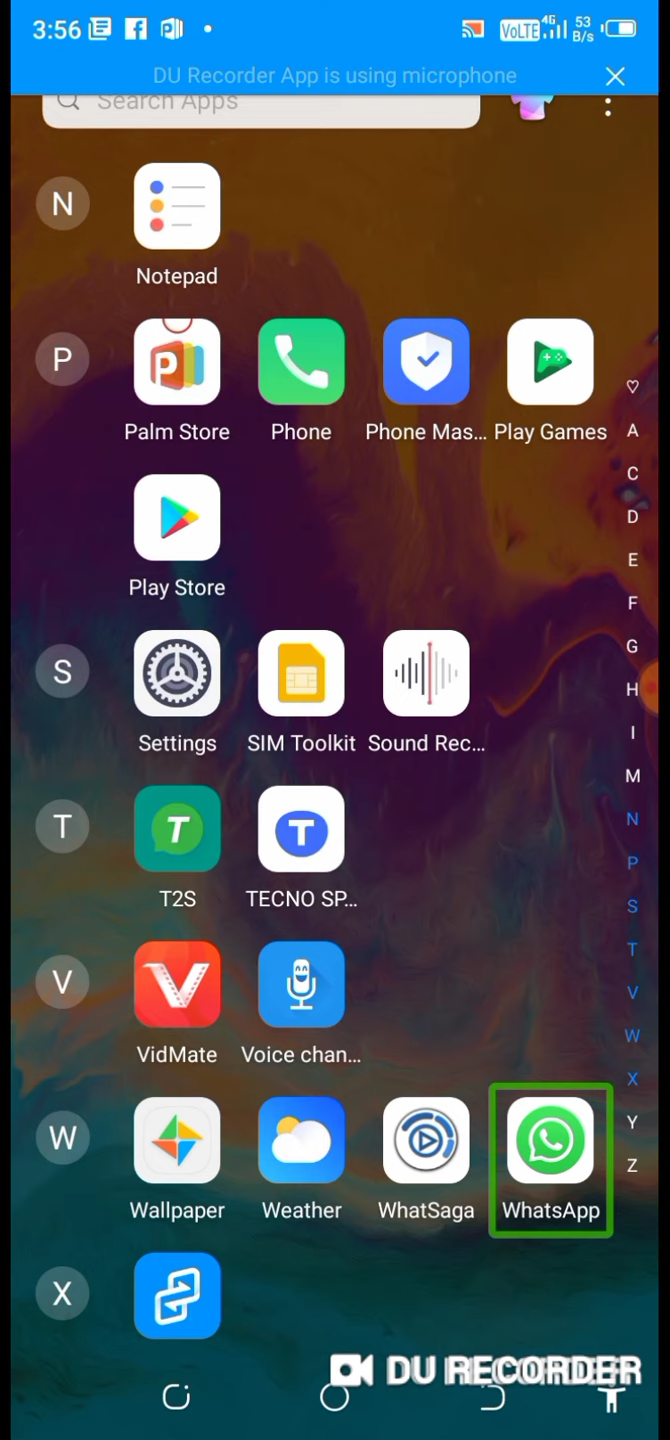 3:56 VoLTE 4G 53 B/s
DU Recorder App is using microphone
Search Apps
N
Notepad
P
Palm Store Phone Phone Mas... Play Games
♡
A
C
D
E
F
G
H
I
M
N
P
S
T
V
W
X
Y
Z
Play Store
S
Settings SIM Toolkit Sound Rec...
T
T2S TECNO SP...
V
VidMate Voice chan...
W
Wallpaper Weather WhatSaga WhatsApp
X
DU RECORDER